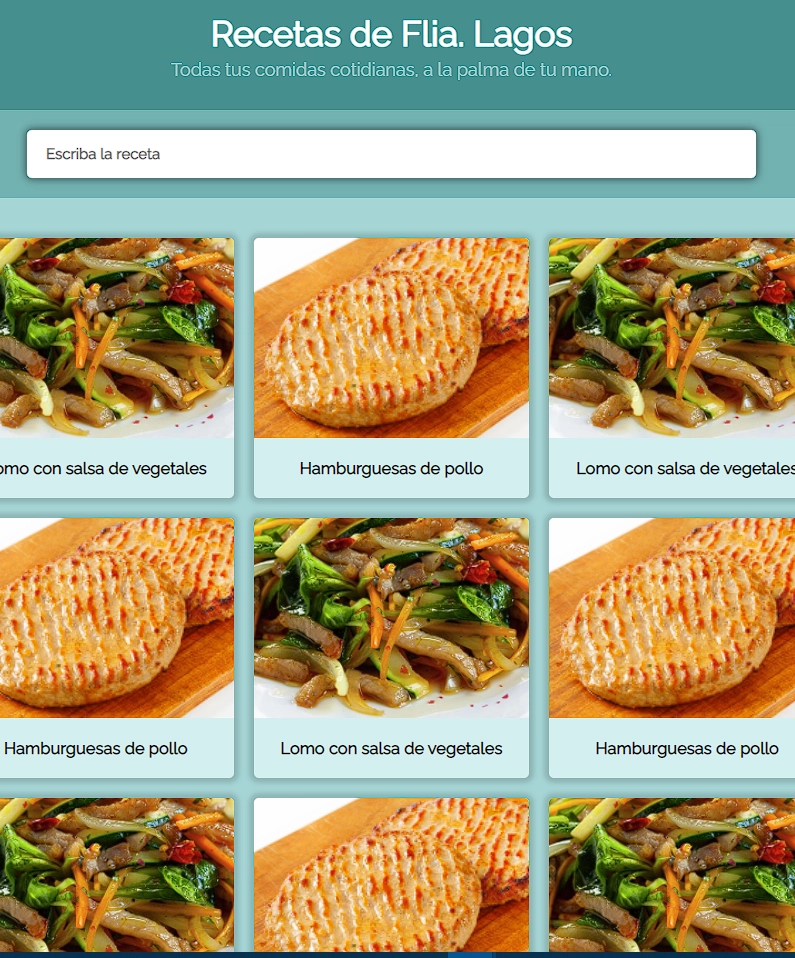 Recetas de Flia. Lagos
Todas tus comidas cotidianas, a la palma de tu mano.
Escriba la receta
omo con salsa de vegetales
Hamburguesas de pollo
Lomo con salsa de vegetales
Hamburguesas de pollo
Lomo con salsa de vegetales
Hamburguesas de pollo